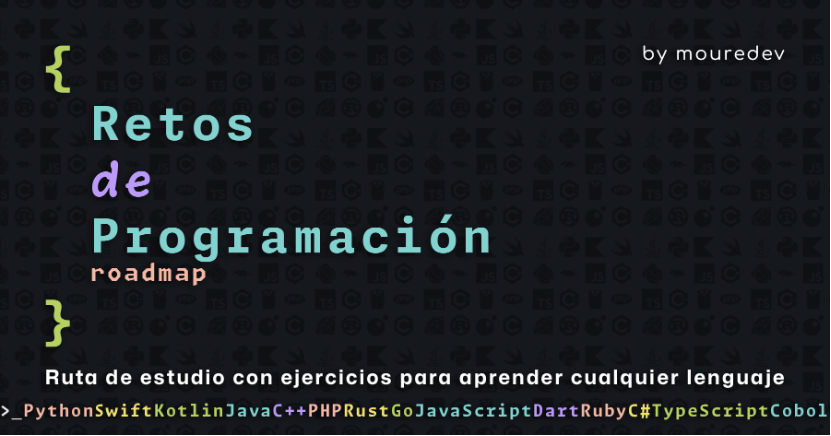 by mouredev
{
Retos
de
Programación
roadmap
}
Ruta de estudio con ejercicios para aprender cualquier lenguaje
>_PythonSwiftKotlinJavaC++PHPRustGoJavaScriptDartRubyC#TypeScriptCobol